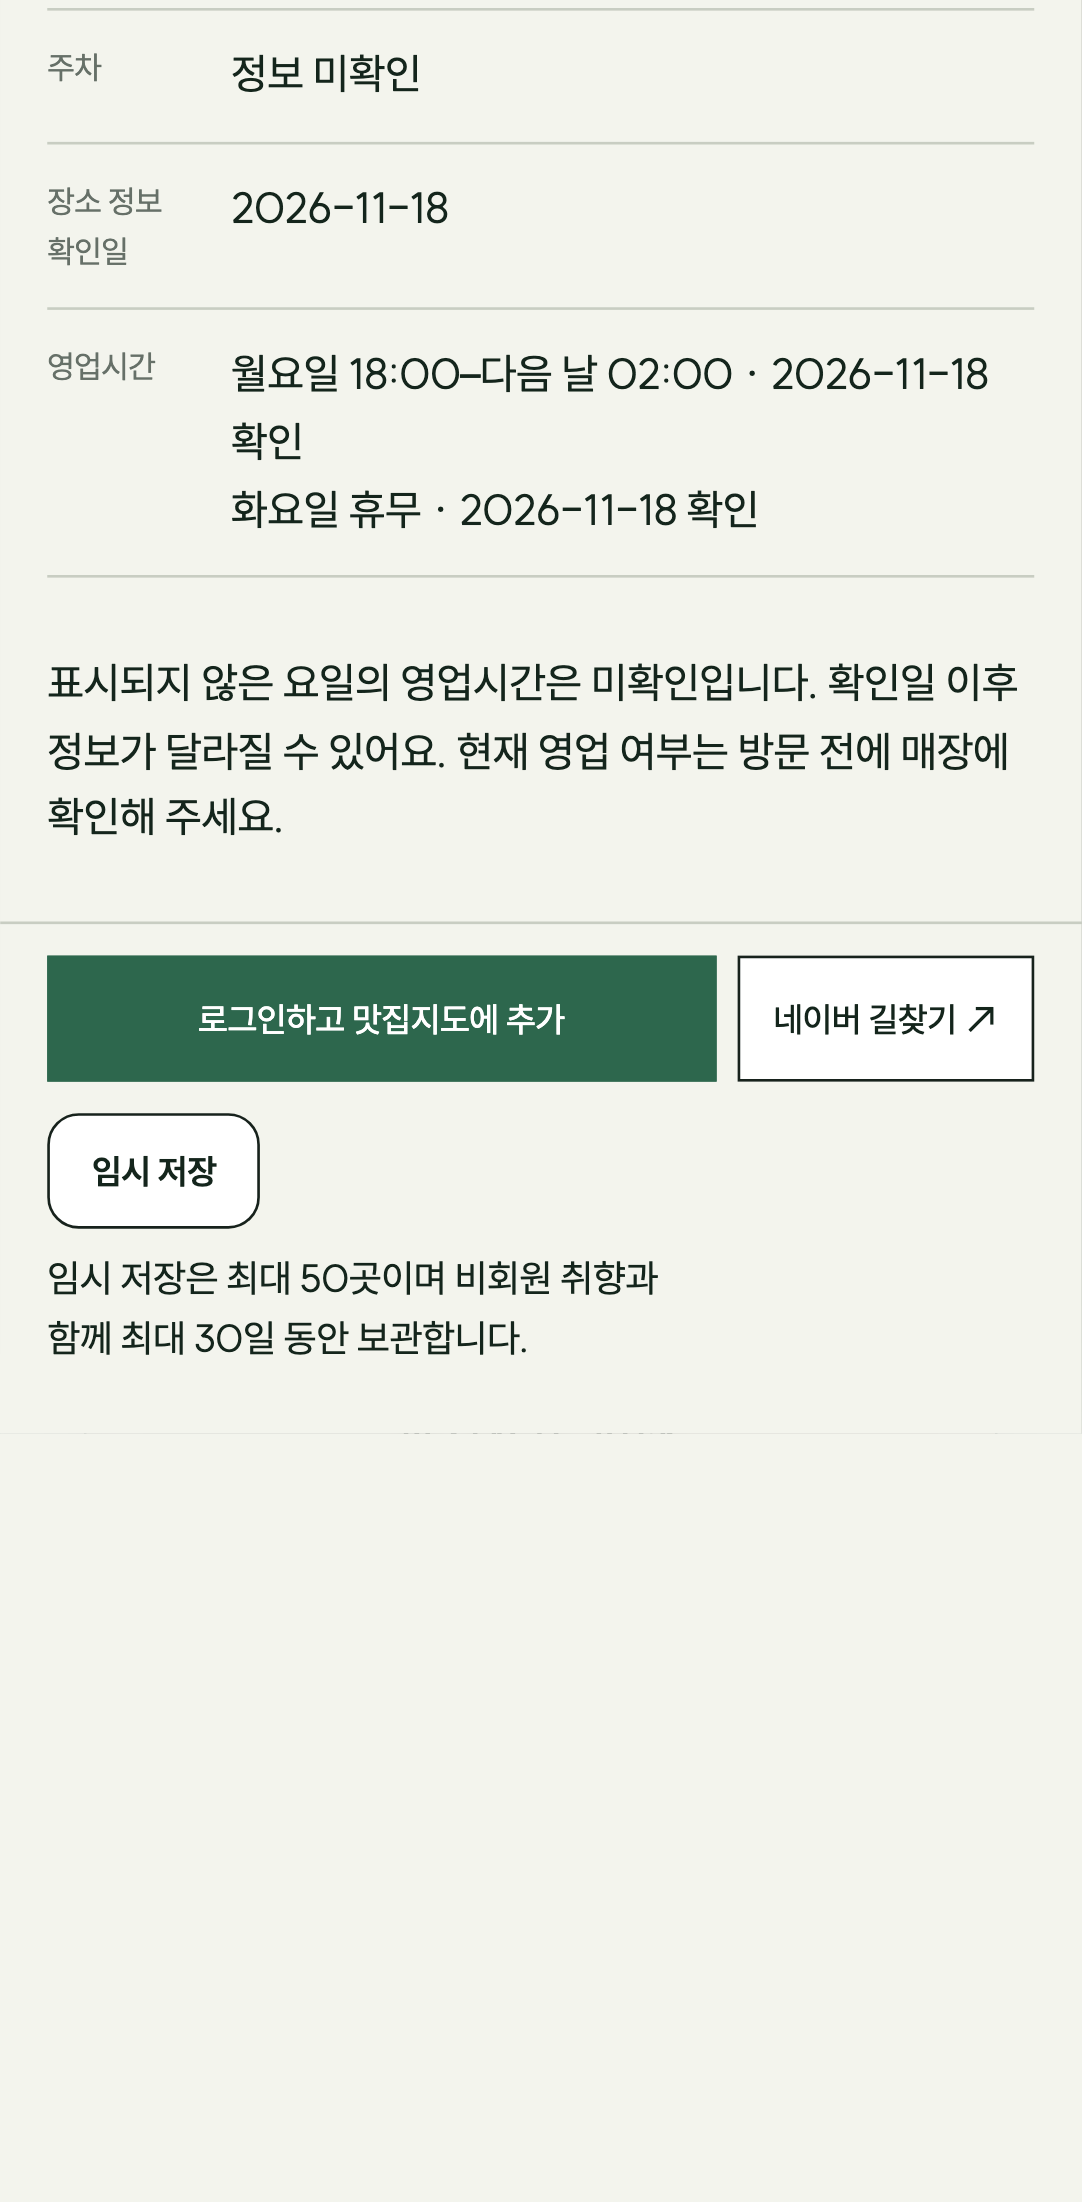 주차
정보 미확인
장소 정보
확인일
2026-11-18
영업시간
월요일 18:00–다음 날 02:00 · 2026-11-18
확인
화요일 휴무 · 2026-11-18 확인
표시되지 않은 요일의 영업시간은 미확인입니다. 확인일 이후
정보가 달라질 수 있어요. 현재 영업 여부는 방문 전에 매장에
확인해 주세요.
로그인하고 맛집지도에 추가
네이버 길찾기 ↗
임시 저장
임시 저장은 최대 50곳이며 비회원 취향과
함께 최대 30일 동안 보관합니다.